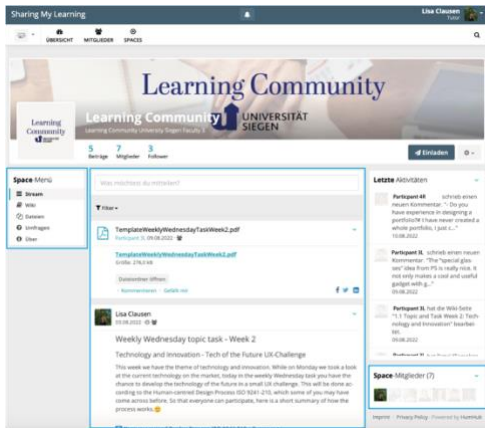 Sharing My Learning
Lisa Clausen
Tutor
ÜBERSICHT MITGLIEDER SPACES
Learning Community
Learning Community
Learning Community University Siegen Faculty 3
UNIVERSITÄT
SIEGEN
Learning
Community
5 7 3
Beiträge Mitglieder Follower
Einladen
Space Menü
Stream
Wiki
Dateien
Umfragen
Über
Was möchtest du mitteilen?
Filter
TemplateWeeklyWednesdayTaskWeek2.pdf
Participant 3L 09.08.2022
TemplateWeeklyWednesdayTaskWeek2.pdf
Größe: 278,5 kB
Dateiordner öffnen
Kommentieren · Gefällt mir
Lisa Clausen
09.08.2022
Weekly Wednesday topic task - Week 2
Technology and Innovation - Tech of the Future UX-Challenge
This week we have the theme of technology and innovation. While on Monday we took a look
at the current technology on the market, today in the weekly Wednesday task you have the
chance to develop the technology of the future in a small UX challenge. This will be done ac-
cording to the Human-centred Design Process ISO 9241-210, which some of you may have
come across before. So that everyone can participate, here is a short summary of how the
process works.
Letzte Aktivitäten
Participant 4R schrieb einen
neuen Kommentar. "- Do you
have experience in designing a
portfolio?# I have never created a
whole portfolio, I just c..."
10.08.2022
Participant 3L schrieb einen neuen
Kommentar. "The "special glas-
ses" idea from PS is really nice. It
not only makes a cool and useful
gadget with g..."
09.08.2022
Participant 3L hat die Wiki-Seite
"1.1 Topic and Task Week 2: Tech-
nology and Innovation" bearbei-
tet.
09.08.2022
Space-Mitglieder (7)
Imprint · Privacy Policy · Powered by HumHub